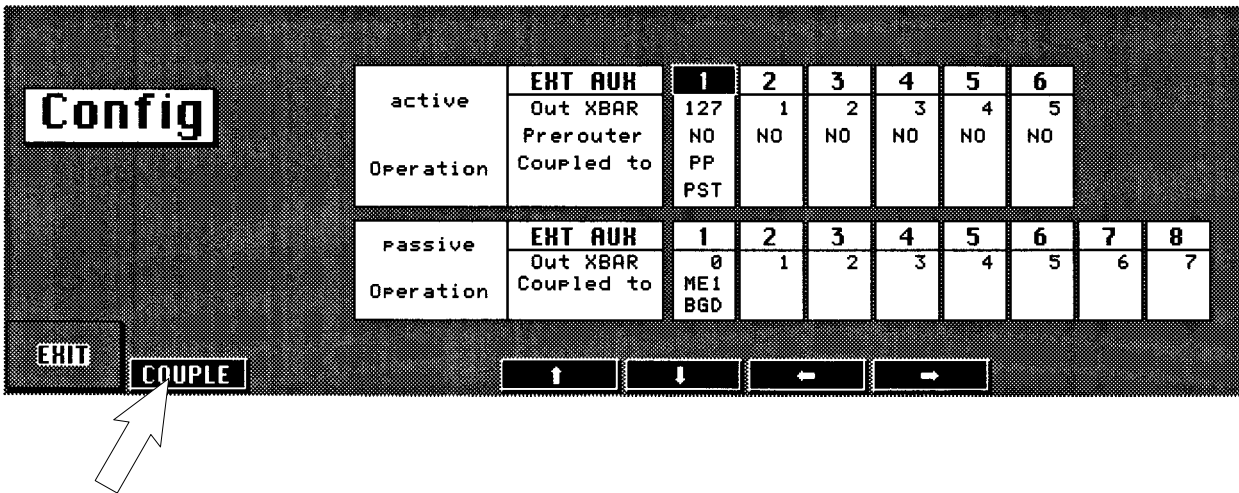 Config
active
Operation
EXT AUX 1 2 3 4 5 6
Out XBAR 127 1 2 3 4 5
Prerouter NO NO NO NO NO NO
Coupled to PP
PST
passive
Operation
EXT AUX 1 2 3 4 5 6 7 8
Out XBAR 0 1 2 3 4 5 6 7
Coupled to ME1
BGD
EXIT
COUPLE
↑ ↓ ← →